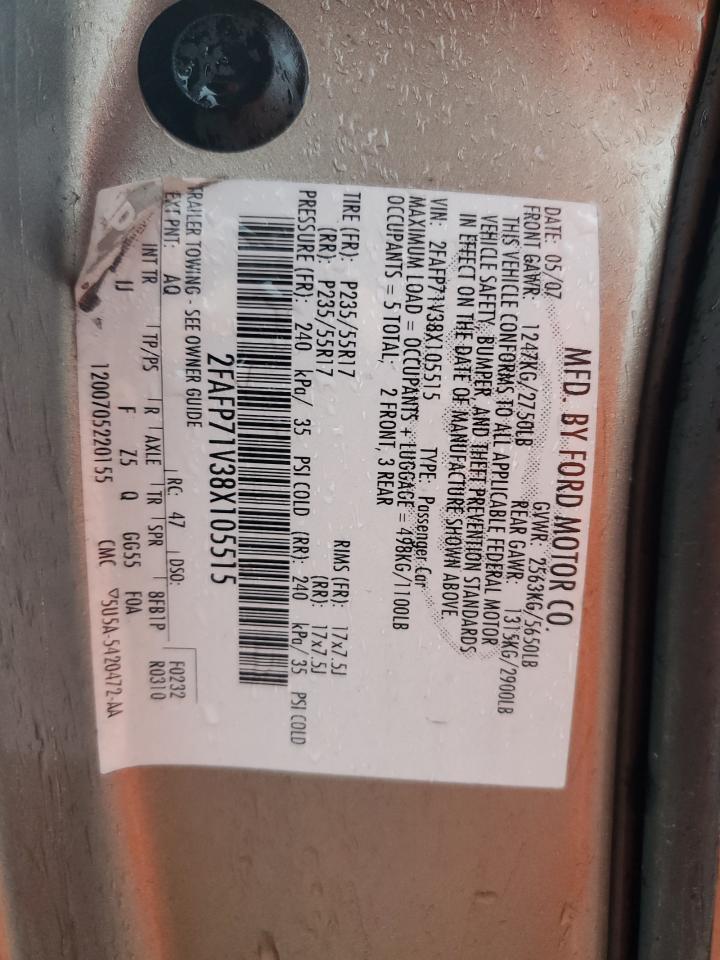 MFD. BY FORD MOTOR CO.
DATE: 05/07 GVWR: 2563KG/5650LB
FRONT GAWR: 1247KG/2750LB REAR GAWR: 1315KG/2900LB
THIS VEHICLE CONFORMS TO ALL APPLICABLE FEDERAL MOTOR
VEHICLE SAFETY, BUMPER, AND THEFT PREVENTION STANDARDS
IN EFFECT ON THE DATE OF MANUFACTURE SHOWN ABOVE.
VIN: 2FAFP71V38X105515 TYPE: Passenger Car
MAXIMUM LOAD = OCCUPANTS + LUGGAGE = 498KG/1100LB
OCCUPANTS = 5 TOTAL; 2 FRONT, 3 REAR
TIRE (FR): P235/55R17 RIMS (FR): 17x7.5J
(RR): P235/55R17 (RR): 17x7.5J
PRESSURE (FR): 240 kPa/ 35 PSI COLD (RR): 240 kPa/ 35 PSI COLD
2FAFP71V38X105515
TRAILER TOWING - SEE OWNER GUIDE
EXT PNT: AQ RC: 47 DSO: F0232
INT TR TP/PS R AXLE TR SPR 8FB1P R0310
IJ F Z5 Q GG55 F0A
1200705220155 CMC ▽5U5A-5420472-AA